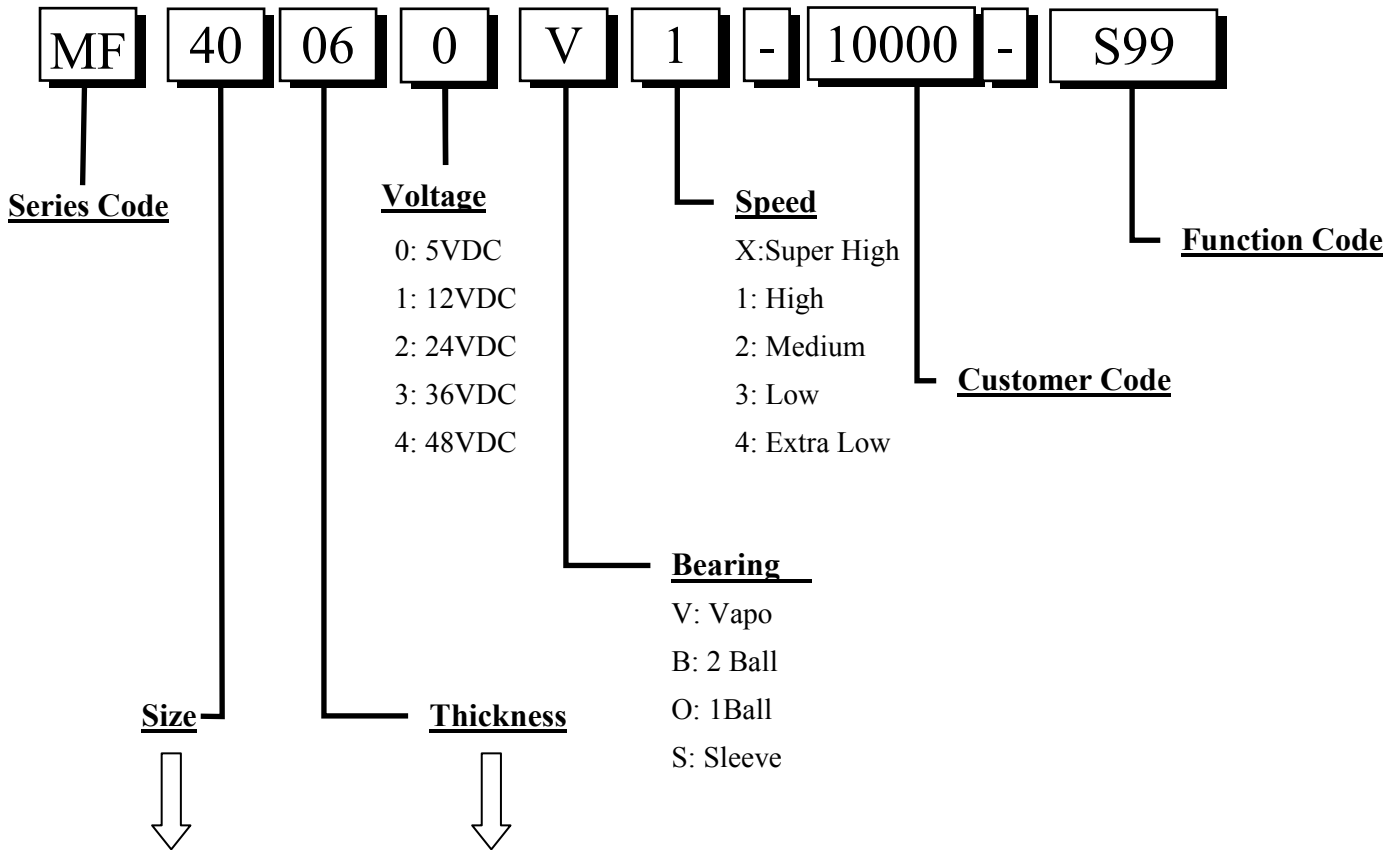 MF 40 06 0 V 1 - 10000 - S99
Series Code
Voltage
0: 5VDC
1: 12VDC
2: 24VDC
3: 36VDC
4: 48VDC
Speed
X:Super High
1: High
2: Medium
3: Low
4: Extra Low
Function Code
Customer Code
Bearing
V: Vapo
B: 2 Ball
O: 1Ball
S: Sleeve
Size
Thickness